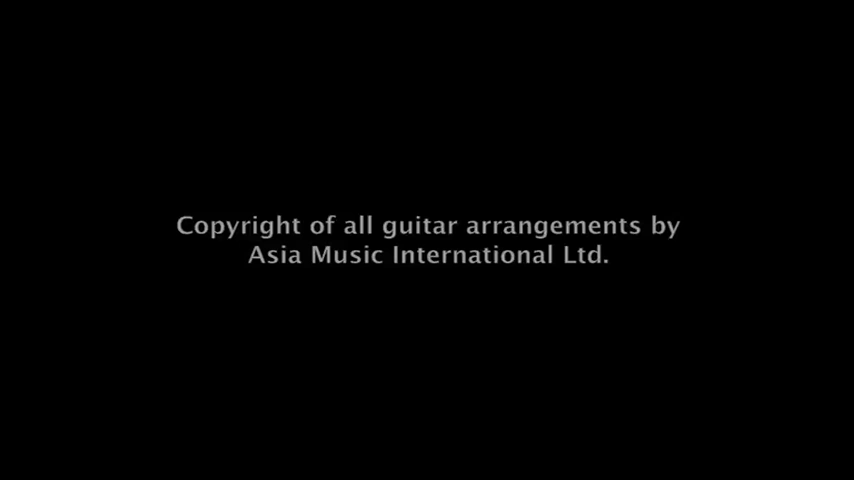 Copyright of all guitar arrangements by
Asia Music International Ltd.